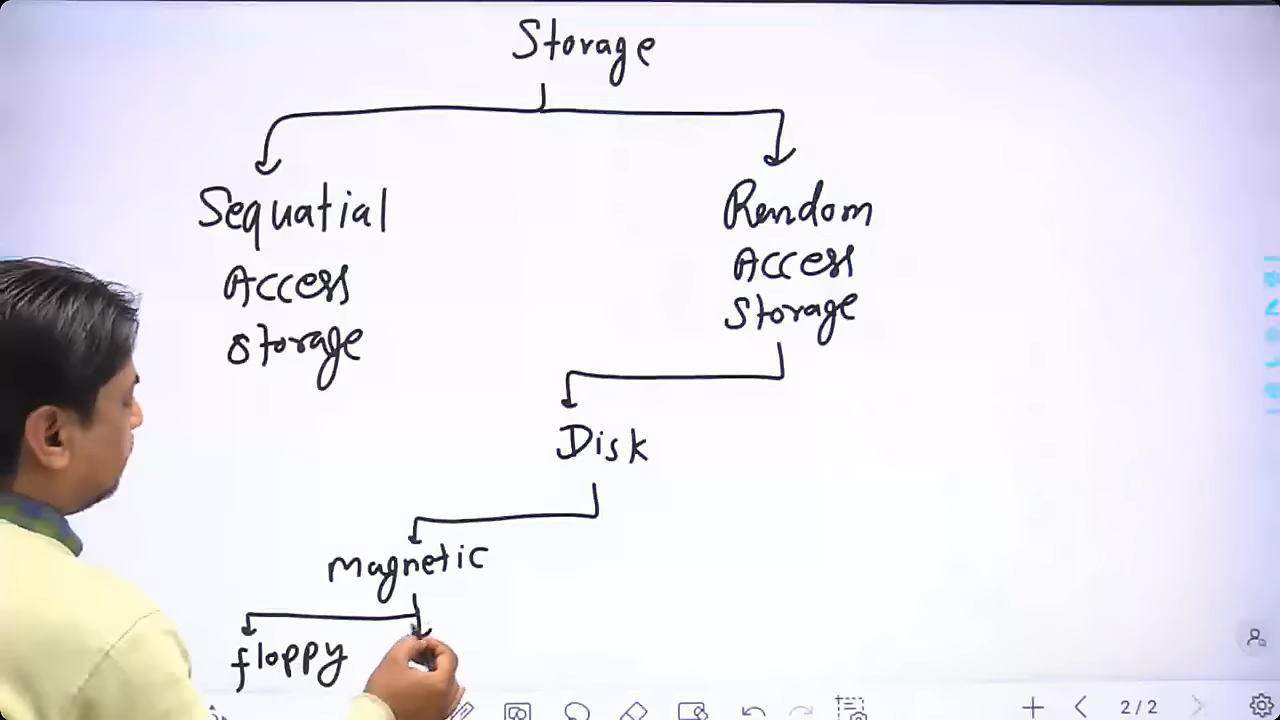 Storage
Sequatial
Access
Storage
Random
Access
Storage
Disk
Magnetic
floppy
2/2